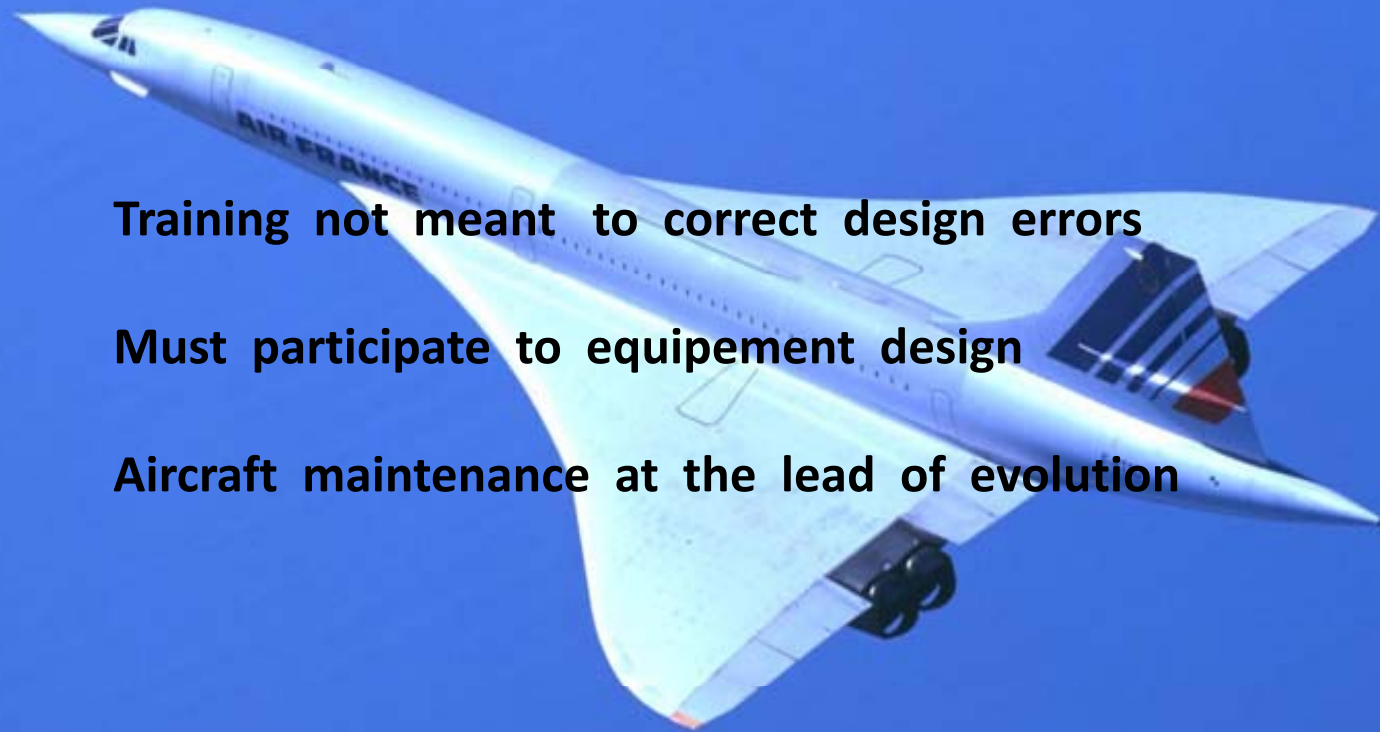 AIR FRANCE
Training not meant to correct design errors
Must participate to equipement design
Aircraft maintenance at the lead of evolution